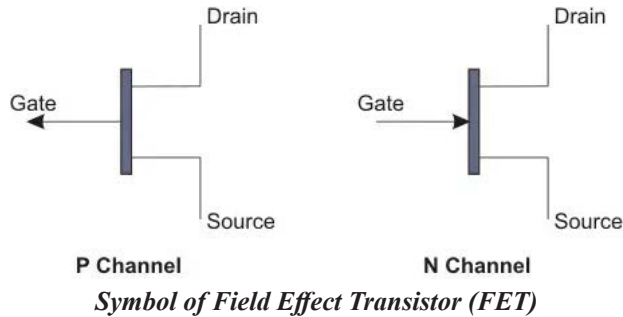 Drain
Drain
Gate
Gate
Source
Source
P Channel
N Channel
Symbol of Field Effect Transistor (FET)